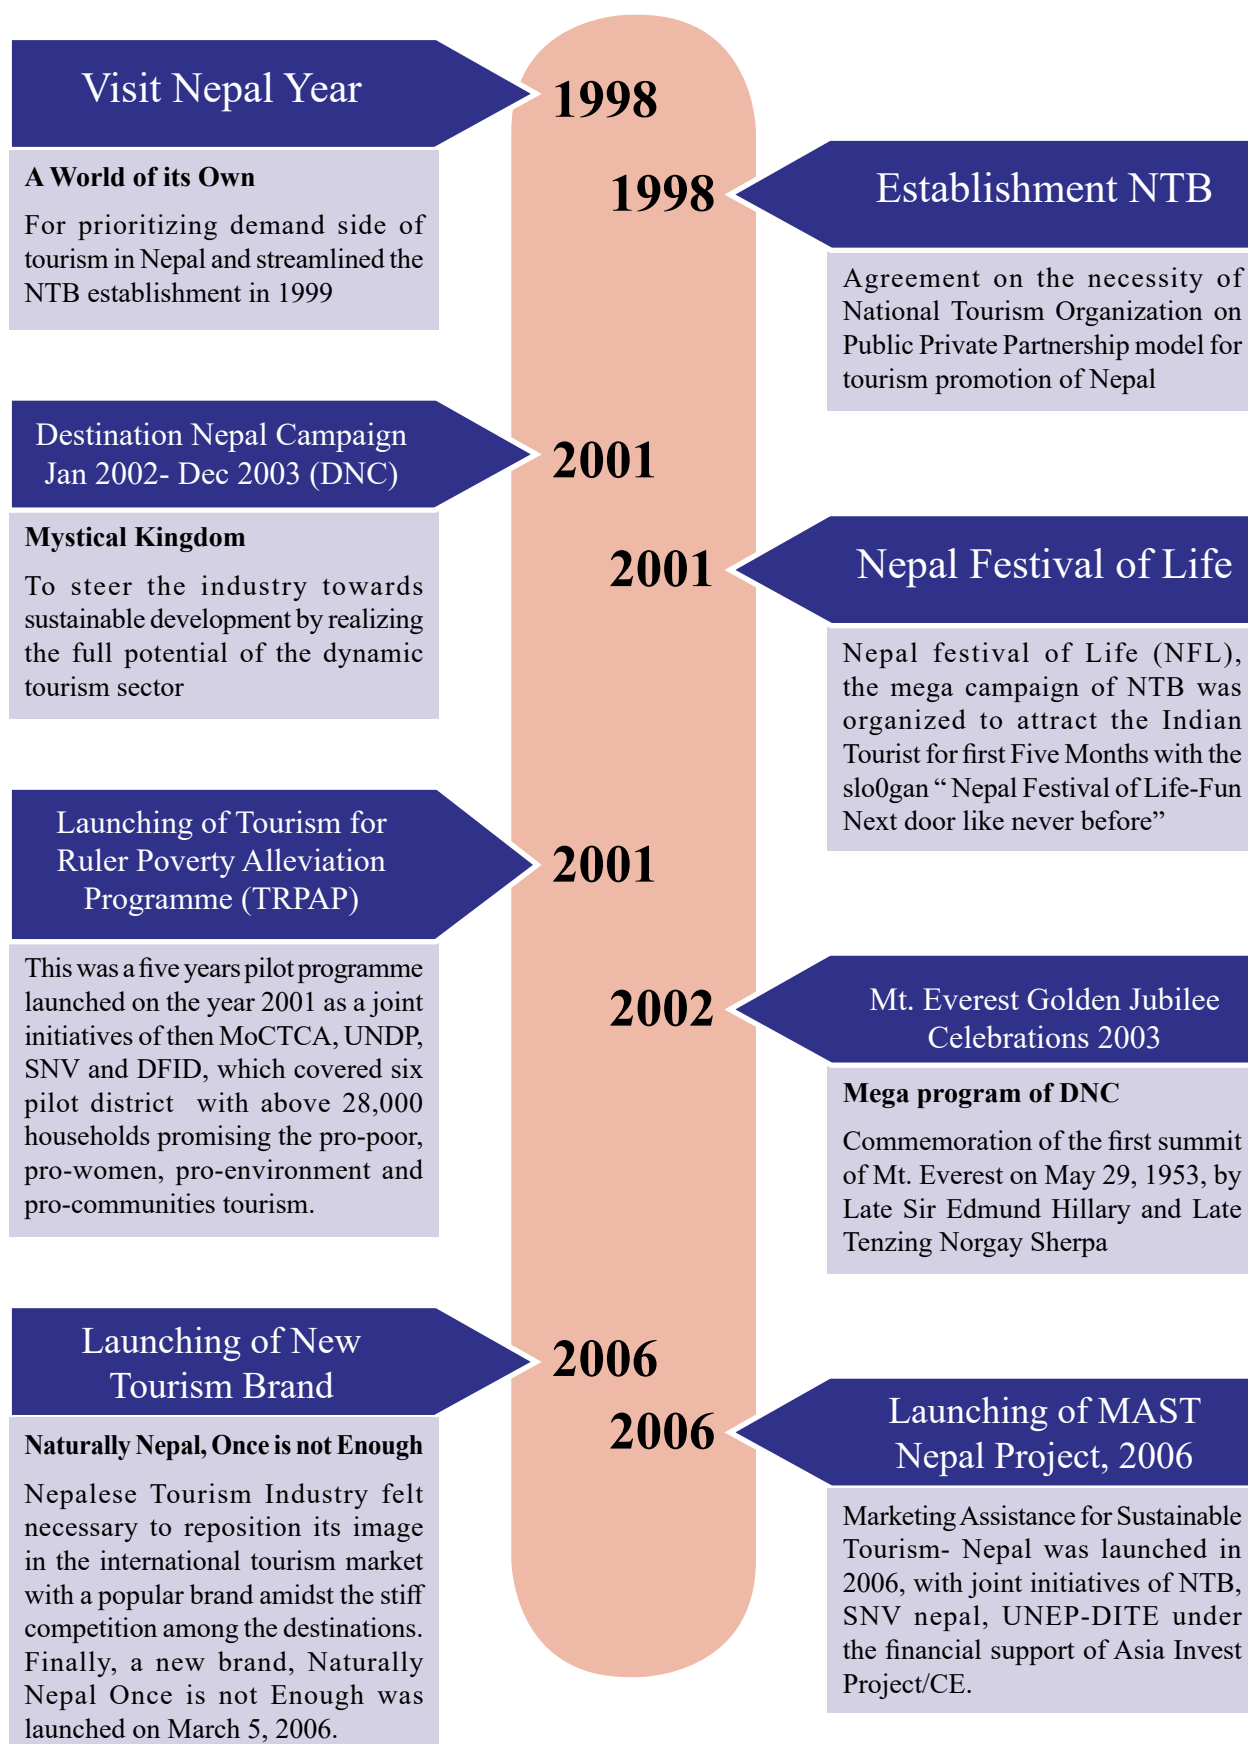 Visit Nepal Year
1998
A World of its Own
For prioritizing demand side of
tourism in Nepal and streamlined the
NTB establishment in 1999
1998
Establishment NTB
Agreement on the necessity of
National Tourism Organization on
Public Private Partnership model for
tourism promotion of Nepal
Destination Nepal Campaign
Jan 2002- Dec 2003 (DNC)
2001
Mystical Kingdom
To steer the industry towards
sustainable development by realizing
the full potential of the dynamic
tourism sector
2001
Nepal Festival of Life
Nepal festival of Life (NFL),
the mega campaign of NTB was
organized to attract the Indian
Tourist for first Five Months with the
slo0gan “ Nepal Festival of Life-Fun
Next door like never before”
Launching of Tourism for
Ruler Poverty Alleviation
Programme (TRPAP)
2001
This was a five years pilot programme
launched on the year 2001 as a joint
initiatives of then MoCTCA, UNDP,
SNV and DFID, which covered six
pilot district with above 28,000
households promising the pro-poor,
pro-women, pro-environment and
pro-communities tourism.
2002
Mt. Everest Golden Jubilee
Celebrations 2003
Mega program of DNC
Commemoration of the first summit
of Mt. Everest on May 29, 1953, by
Late Sir Edmund Hillary and Late
Tenzing Norgay Sherpa
Launching of New
Tourism Brand
2006
Naturally Nepal, Once is not Enough
Nepalese Tourism Industry felt
necessary to reposition its image
in the international tourism market
with a popular brand amidst the stiff
competition among the destinations.
Finally, a new brand, Naturally
Nepal Once is not Enough was
launched on March 5, 2006.
2006
Launching of MAST
Nepal Project, 2006
Marketing Assistance for Sustainable
Tourism- Nepal was launched in
2006, with joint initiatives of NTB,
SNV nepal, UNEP-DITE under
the financial support of Asia Invest
Project/CE.